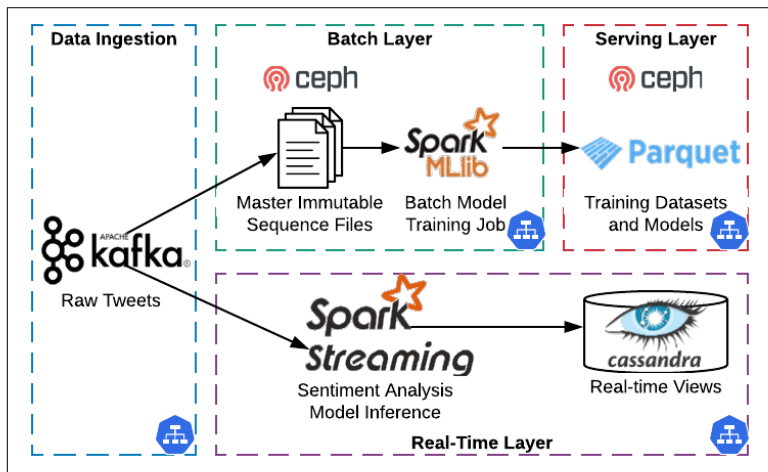 Data Ingestion
Batch Layer
Serving Layer
ceph
ceph
Spark
MLlib
Parquet
Master Immutable
Sequence Files
Batch Model
Training Job
Training Datasets
and Models
APACHE
kafka®
Raw Tweets
Spark
Streaming
Sentiment Analysis
Model Inference
cassandra
Real-time Views
Real-Time Layer